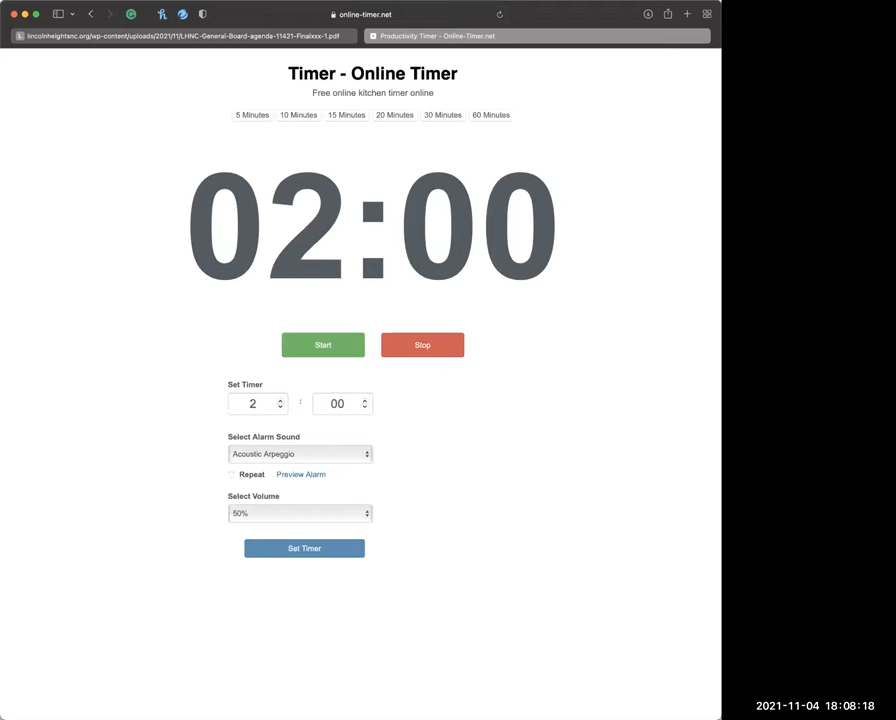 online-timer.net
lincolnheightsnc.org/wp-content/uploads/2021/11/LHNC-General-Board-agenda-11421-Finalxxx-1.pdf
Productivity Timer - Online-Timer.net
Timer - Online Timer
Free online kitchen timer online
5 Minutes 10 Minutes 15 Minutes 20 Minutes 30 Minutes 60 Minutes
02:00
Start Stop
Set Timer
2 : 00
Select Alarm Sound
Acoustic Arpeggio
Repeat Preview Alarm
Select Volume
50%
Set Timer
2021-11-04 18:08:18